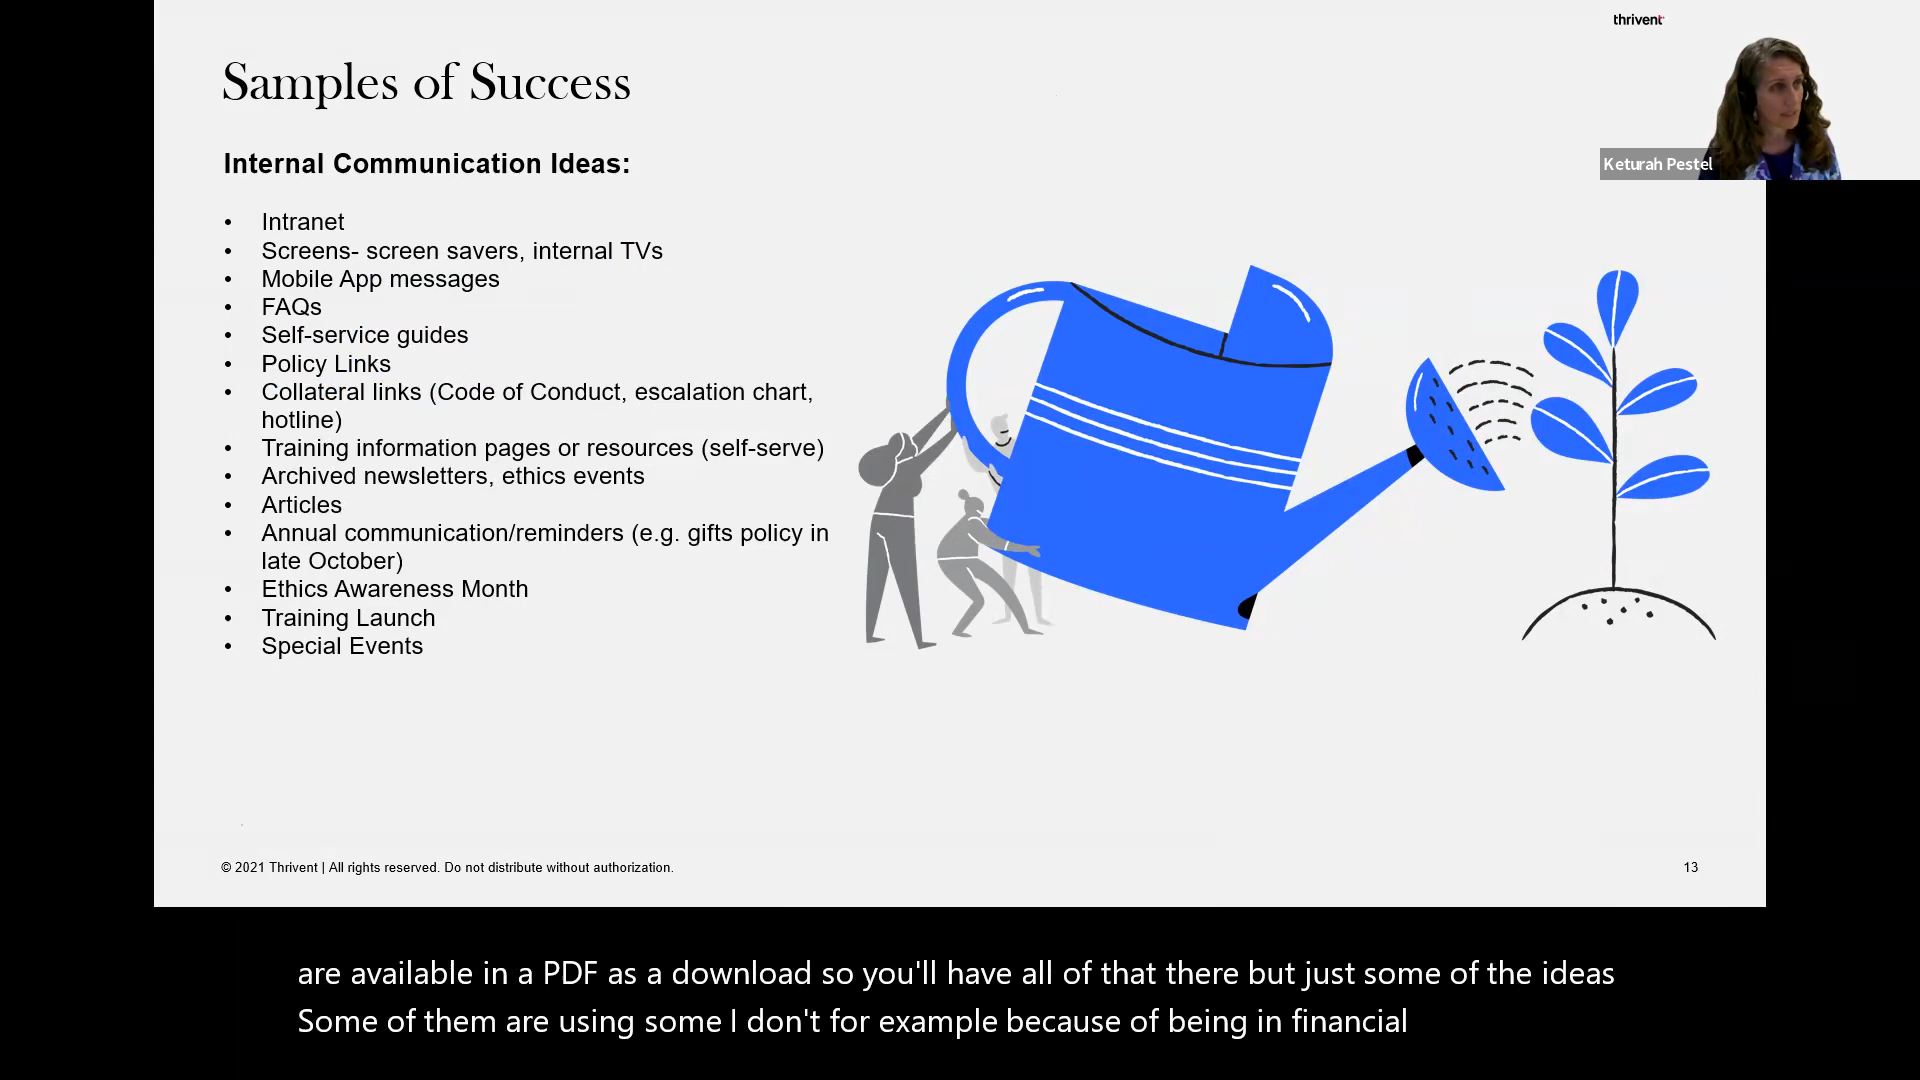 thrivent
Samples of Success
Keturah Pestel
Internal Communication Ideas:
• Intranet
• Screens- screen savers, internal TVs
• Mobile App messages
• FAQs
• Self-service guides
• Policy Links
• Collateral links (Code of Conduct, escalation chart,
hotline)
• Training information pages or resources (self-serve)
• Archived newsletters, ethics events
• Articles
• Annual communication/reminders (e.g. gifts policy in
late October)
• Ethics Awareness Month
• Training Launch
• Special Events
© 2021 Thrivent | All rights reserved. Do not distribute without authorization.
13
are available in a PDF as a download so you'll have all of that there but just some of the ideas
Some of them are using some I don't for example because of being in financial